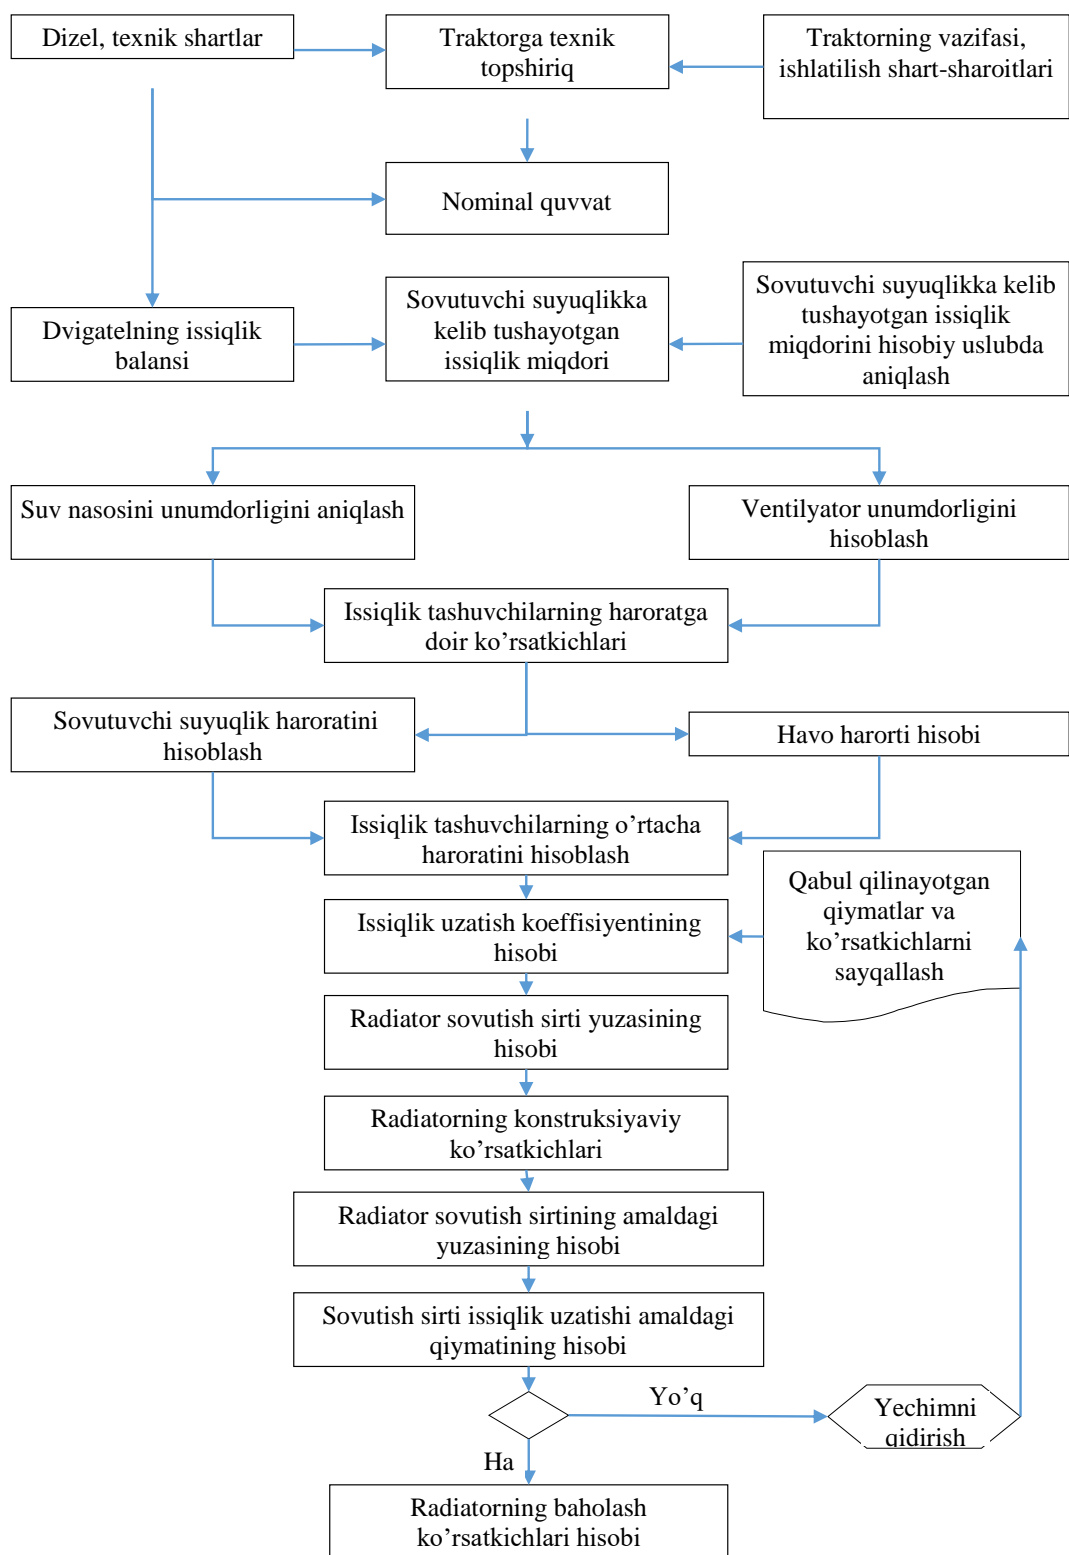 Dizel, texnik shartlar
Traktorga texnik
topshiriq
Traktorning vazifasi,
ishlatilish shart-sharoitlari
Nominal quvvat
Dvigatelning issiqlik
balansi
Sovutuvchi suyuqlikka
kelib tushayotgan
issiqlik miqdori
Sovutuvchi suyuqlikka kelib
tushayotgan issiqlik
miqdorini hisobiy uslubda
aniqlash
Suv nasosini unumdorligini aniqlash
Ventilyator unumdorligini
hisoblash
Issiqlik tashuvchilarning haroratga
doir ko’rsatkichlari
Sovutuvchi suyuqlik haroratini
hisoblash
Havo harorti hisobi
Issiqlik tashuvchilarning o’rtacha
haroratini hisoblash
Qabul qilinayotgan
qiymatlar va
ko’rsatkichlarni
sayqallash
Issiqlik uzatish koeffisiyentining
hisobi
Radiator sovutish sirti yuzasining
hisobi
Radiatorning konstruksiyaviy
ko’rsatkichlari
Radiator sovutish sirtining amaldagi
yuzasining hisobi
Sovutish sirti issiqlik uzatishi amaldagi
qiymatining hisobi
Yo’q
Yechimni
qidirish
Ha
Radiatorning baholash
ko’rsatkichlari hisobi